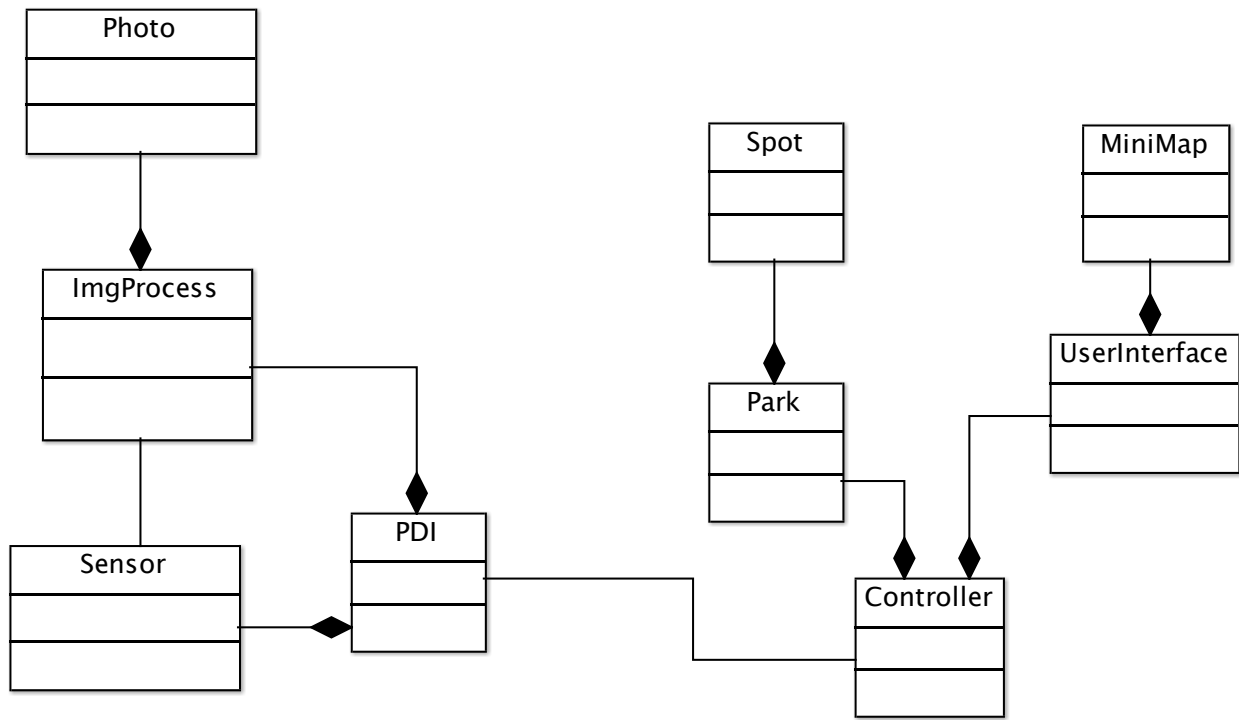 Photo
Spot
MiniMap
ImgProcess
UserInterface
Park
PDI
Sensor
Controller